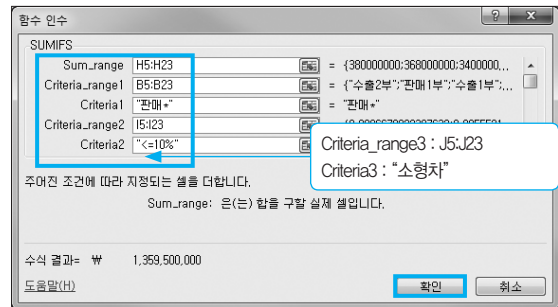 함수 인수
SUMIFS
Sum_range H5:H23 = {380000000;368000000;3400000,..
Criteria_range1 B5:B23 = {"수출2부";"판매1부";"수출1부";...
Criteria1 "판매*" = "판매*"
Criteria_range2 I5:I23
Criteria2 "<=10%"
Criteria_range3 : J5:J23
Criteria3 : “소형차”
주어진 조건에 따라 지정되는 셀을 더합니다.
Sum_range: 은(는) 합을 구할 실제 셀입니다.
수식 결과= ₩ 1,359,500,000
도움말(H) 확인 취소